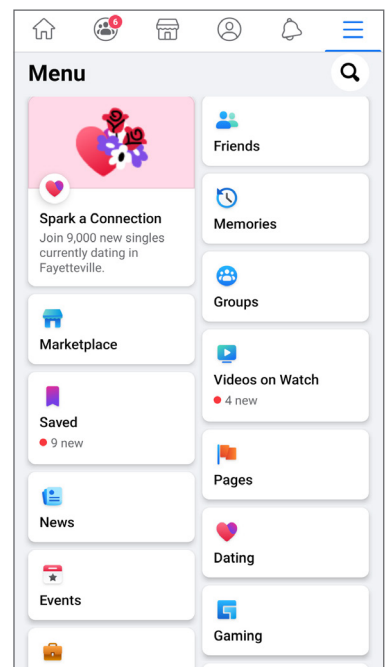 6
Menu
Spark a Connection
Join 9,000 new singles
currently dating in
Fayetteville.
Marketplace
Saved
9 new
News
Events
Friends
Memories
Groups
Videos on Watch
4 new
Pages
Dating
Gaming